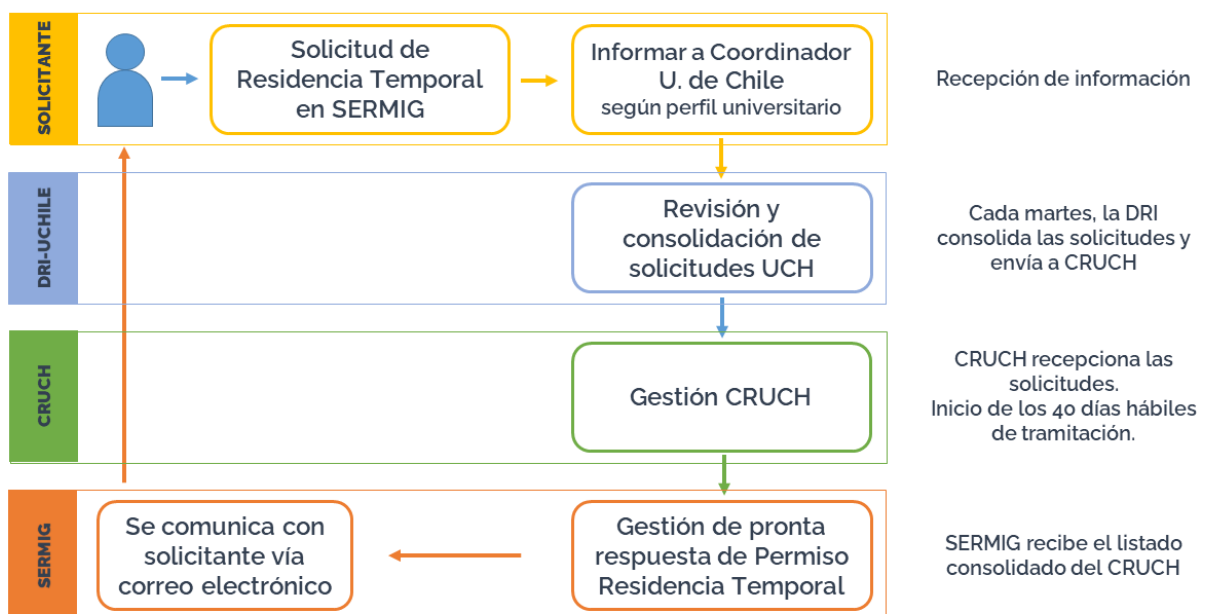 SOLICITANTE
Solicitud de
Residencia Temporal
en SERMIG
Informar a Coordinador
U. de Chile
según perfil universitario
Recepción de información
DRI-UCHILE
Revisión y
consolidación de
solicitudes UCH
Cada martes, la DRI
consolida las solicitudes y
envía a CRUCH
CRUCH
Gestión CRUCH
CRUCH recepciona las
solicitudes.
Inicio de los 40 días hábiles
de tramitación.
SERMIG
Se comunica con
solicitante vía
correo electrónico
Gestión de pronta
respuesta de Permiso
Residencia Temporal
SERMIG recibe el listado
consolidado del CRUCH